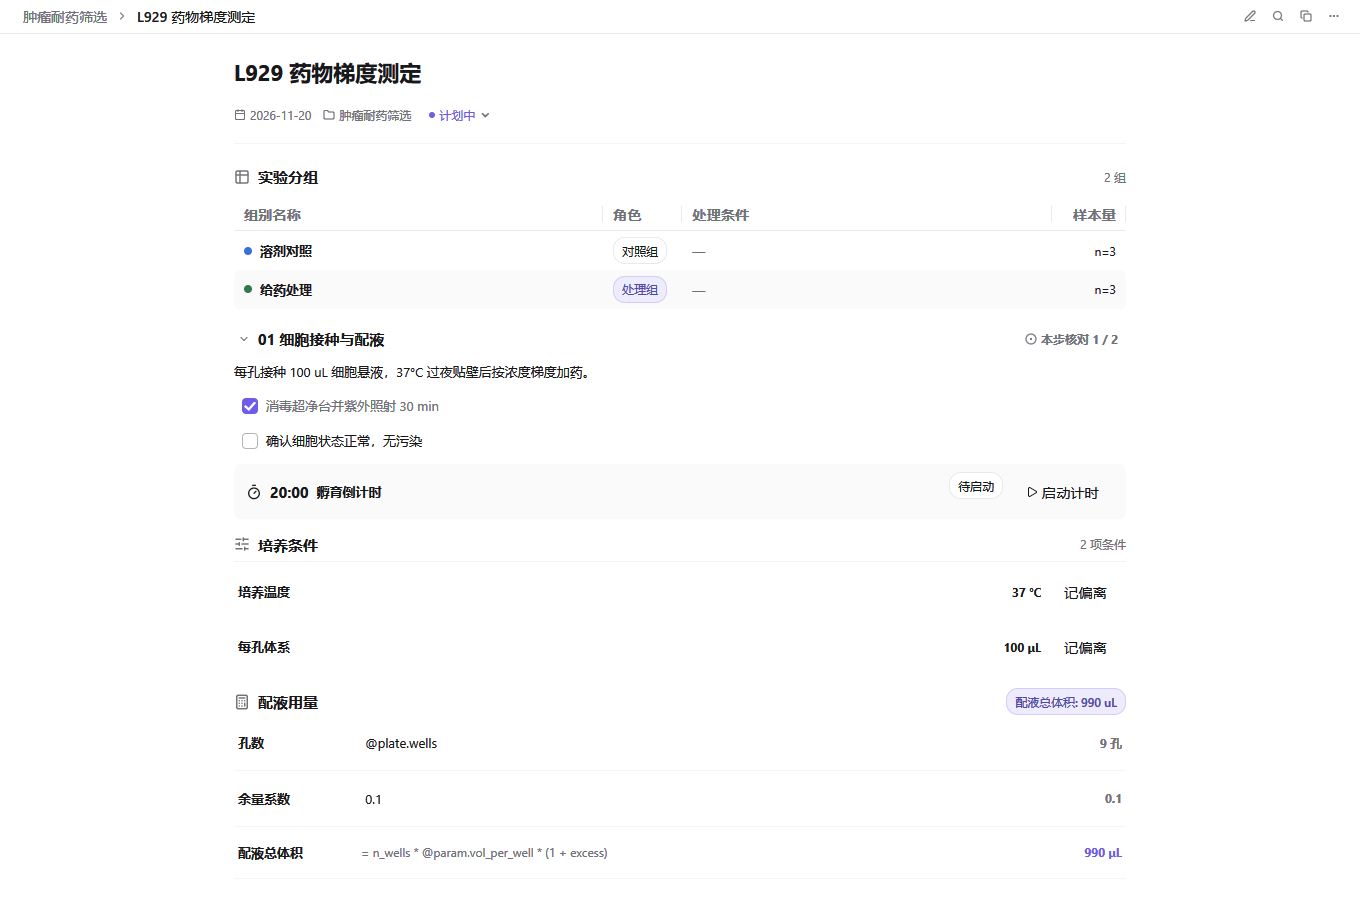 肿瘤耐药筛选 > L929 药物梯度测定
L929 药物梯度测定
2026-11-20 肿瘤耐药筛选 计划中
实验分组 2 组
组别名称 角色 处理条件 样本量
溶剂对照 对照组 — n=3
给药处理 处理组 — n=3
01 细胞接种与配液 本步核对 1 / 2
每孔接种 100 uL 细胞悬液，37°C 过夜贴壁后按浓度梯度加药。
消毒超净台并紫外照射 30 min
确认细胞状态正常，无污染
20:00 孵育倒计时 待启动 启动计时
培养条件 2 项条件
培养温度 37 °C 记偏离
每孔体系 100 μL 记偏离
配液用量 配液总体积: 990 uL
孔数 @plate.wells 9 孔
余量系数 0.1 0.1
配液总体积 = n_wells * @param.vol_per_well * (1 + excess) 990 μL